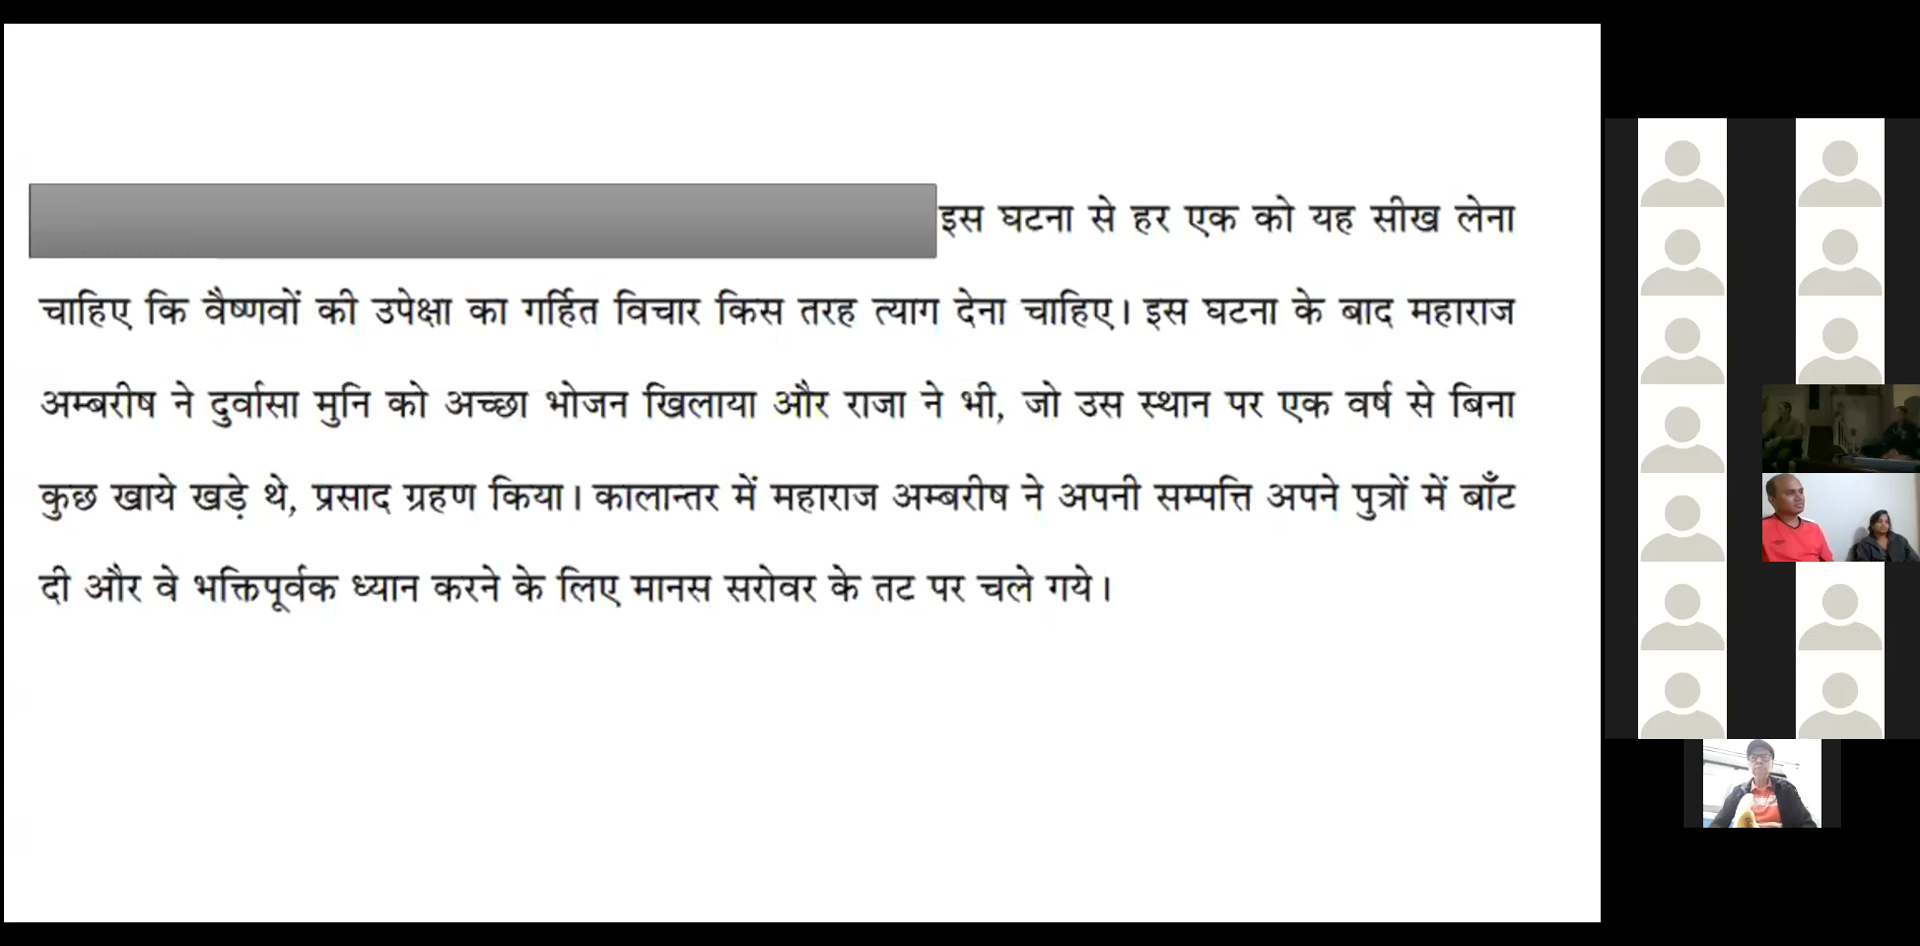 इस घटना से हर एक को यह सीख लेना
चाहिए कि वैष्णवों की उपेक्षा का गर्हित विचार किस तरह त्याग देना चाहिए। इस घटना के बाद महाराज
अम्बरीष ने दुर्वासा मुनि को अच्छा भोजन खिलाया और राजा ने भी, जो उस स्थान पर एक वर्ष से बिना
कुछ खाये खड़े थे, प्रसाद ग्रहण किया। कालान्तर में महाराज अम्बरीष ने अपनी सम्पत्ति अपने पुत्रों में बाँट
दी और वे भक्तिपूर्वक ध्यान करने के लिए मानस सरोवर के तट पर चले गये।